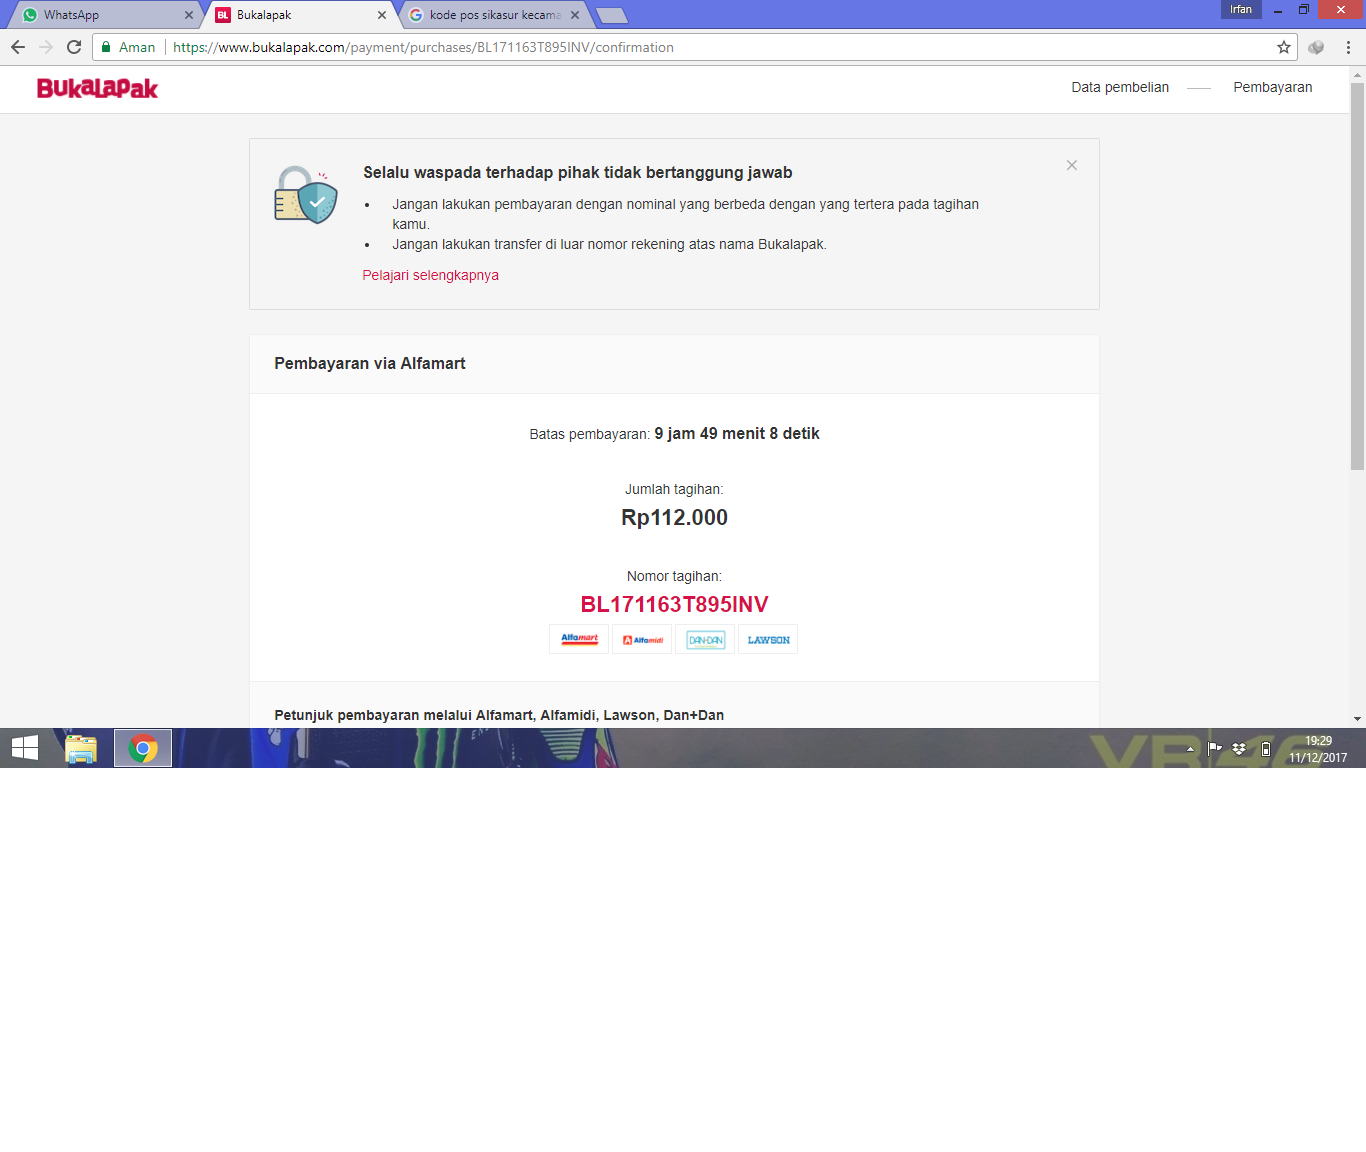 WhatsApp
Bukalapak
kode pos sikasur kecama
Irfan
Aman
https://www.bukalapak.com/payment/purchases/BL171163T895INV/confirmation
BukaLapak
Data pembelian
Pembayaran
Selalu waspada terhadap pihak tidak bertanggung jawab
• Jangan lakukan pembayaran dengan nominal yang berbeda dengan yang tertera pada tagihan
kamu.
• Jangan lakukan transfer di luar nomor rekening atas nama Bukalapak.
Pelajari selengkapnya
Pembayaran via Alfamart
Batas pembayaran: 9 jam 49 menit 8 detik
Jumlah tagihan:
Rp112.000
Nomor tagihan:
BL171163T895INV
Alfamart Alfamidi DAN+DAN LAWSON
Petunjuk pembayaran melalui Alfamart, Alfamidi, Lawson, Dan+Dan
19:29
11/12/2017